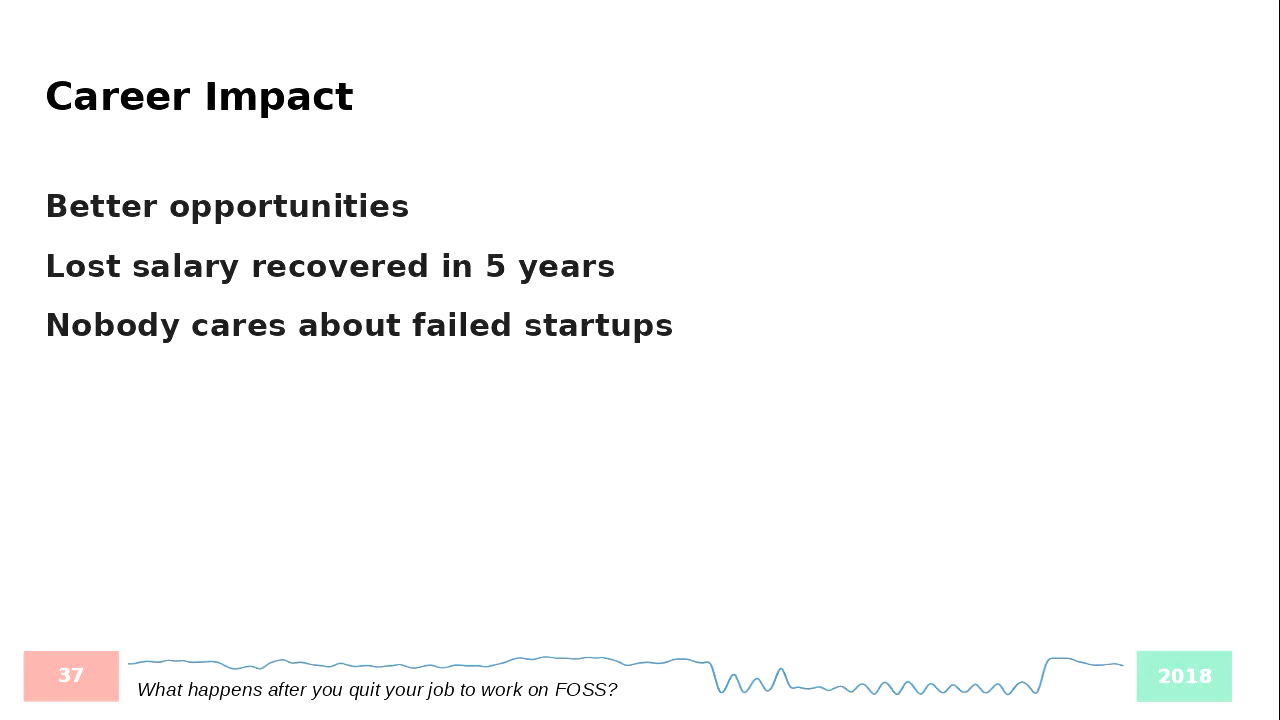 Career Impact
Better opportunities
Lost salary recovered in 5 years
Nobody cares about failed startups
37
What happens after you quit your job to work on FOSS?
2018